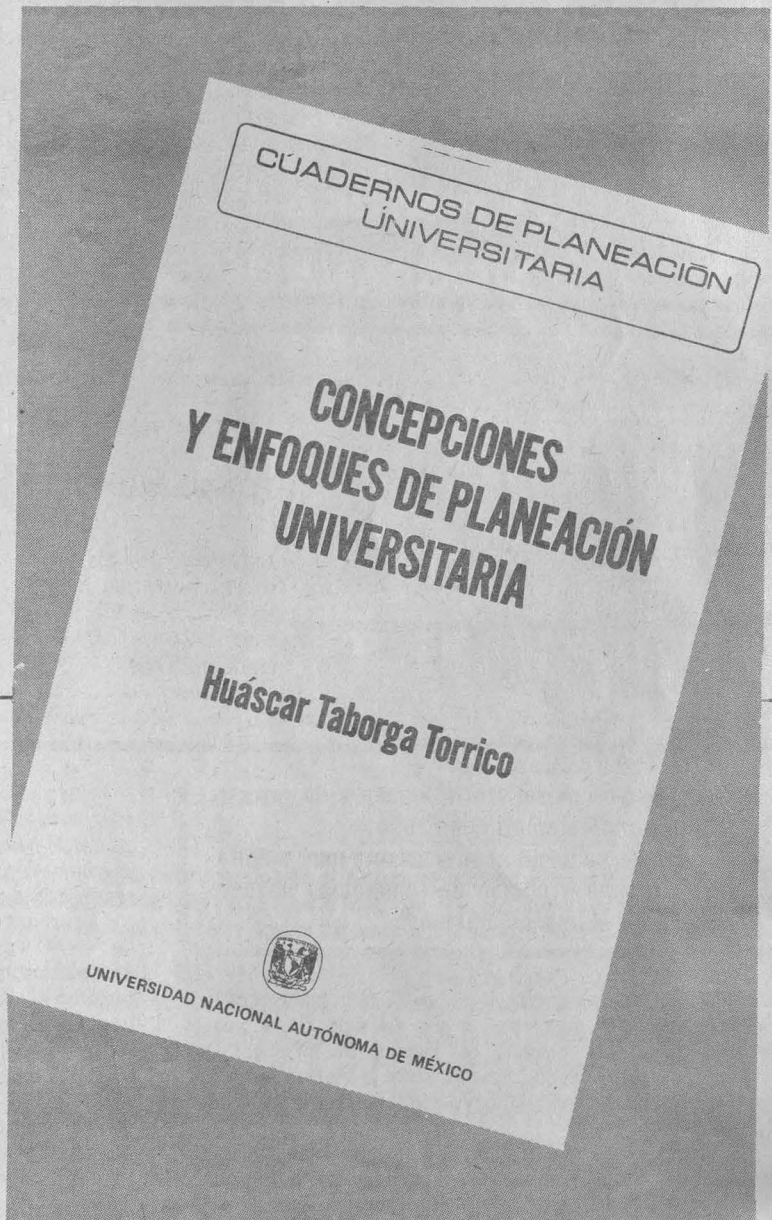 CUADERNOS DE PLANEACIÓN
UNIVERSITARIA
CONCEPCIONES
Y ENFOQUES DE PLANEACIÓN
UNIVERSITARIA
Huáscar Taborga Torrico
UNIVERSIDAD NACIONAL AUTÓNOMA DE MÉXICO